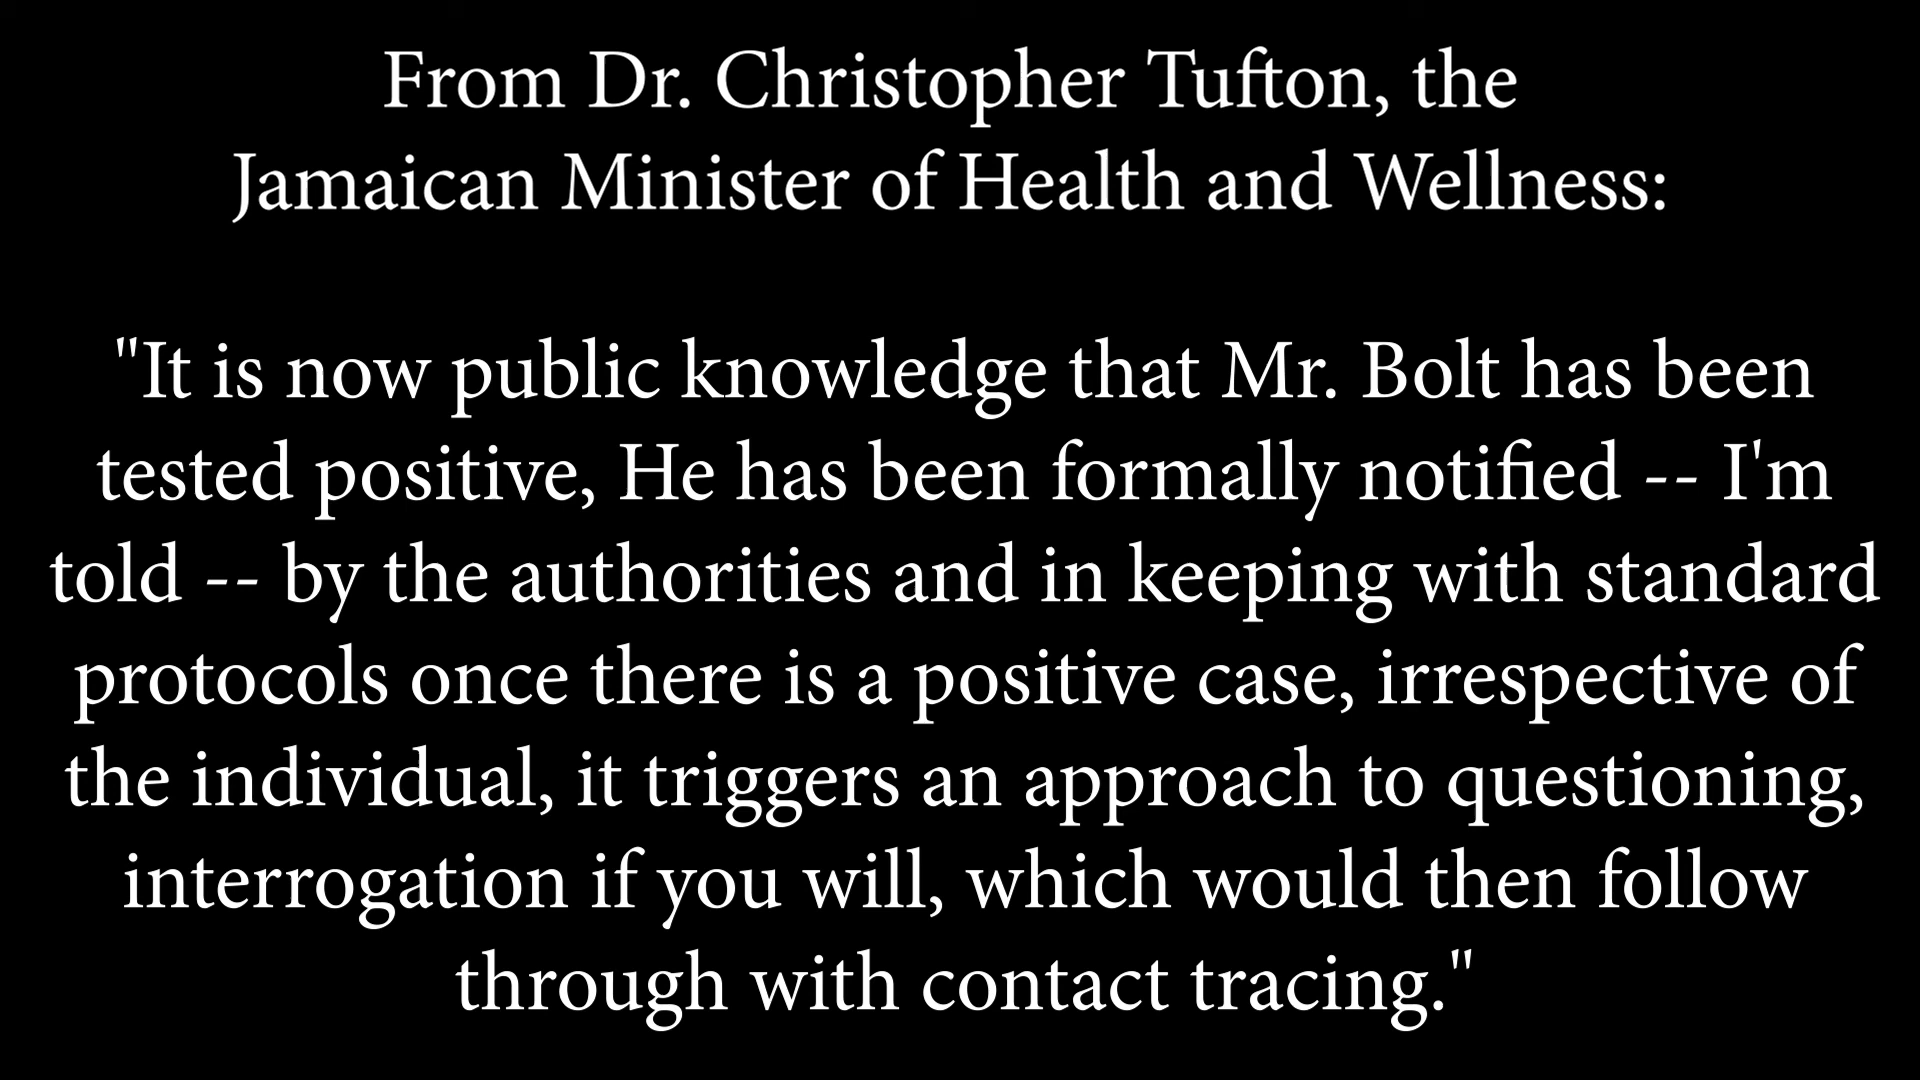 From Dr. Christopher Tufton, the
Jamaican Minister of Health and Wellness:
"It is now public knowledge that Mr. Bolt has been
tested positive, He has been formally notified -- I'm
told -- by the authorities and in keeping with standard
protocols once there is a positive case, irrespective of
the individual, it triggers an approach to questioning,
interrogation if you will, which would then follow
through with contact tracing."